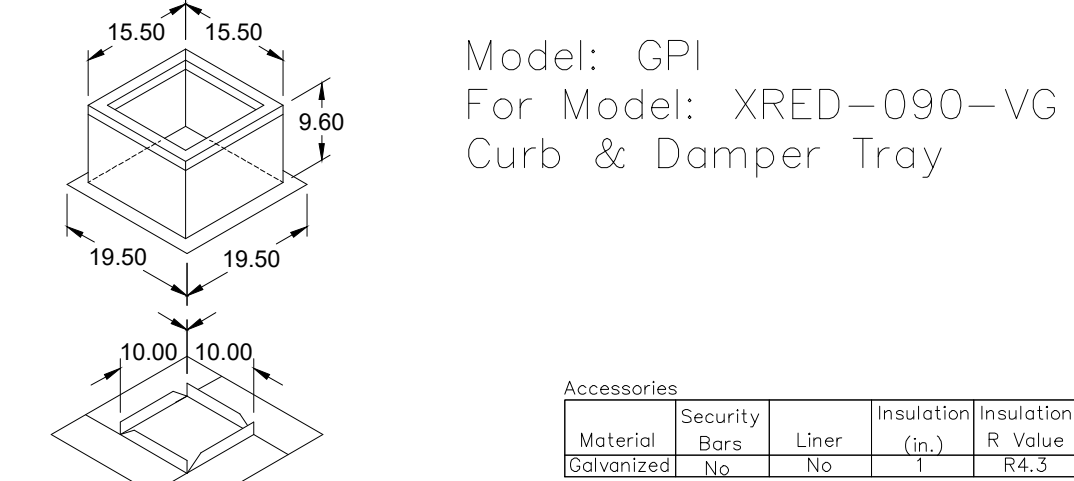 15.50 15.50
9.60
19.50 19.50
10.00 10.00
Model: GPI
For Model: XRED-090-VG
Curb & Damper Tray
Accessories
Material Security Bars Liner Insulation (in.) Insulation R Value
Galvanized No No 1 R4.3